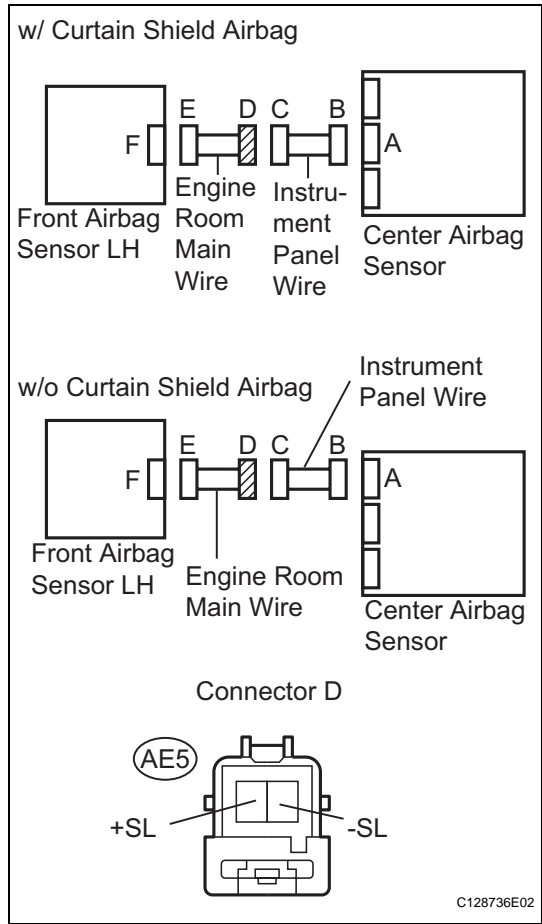 w/ Curtain Shield Airbag
E D C B
F
A
Engine
Room
Main
Wire
Instru-
ment
Panel
Wire
Front Airbag
Sensor LH
Center Airbag
Sensor
Instrument
Panel Wire
w/o Curtain Shield Airbag
E D C B
F
A
Front Airbag
Sensor LH
Engine Room
Main Wire
Center Airbag
Sensor
Connector D
AE5
+SL
-SL
C128736E02